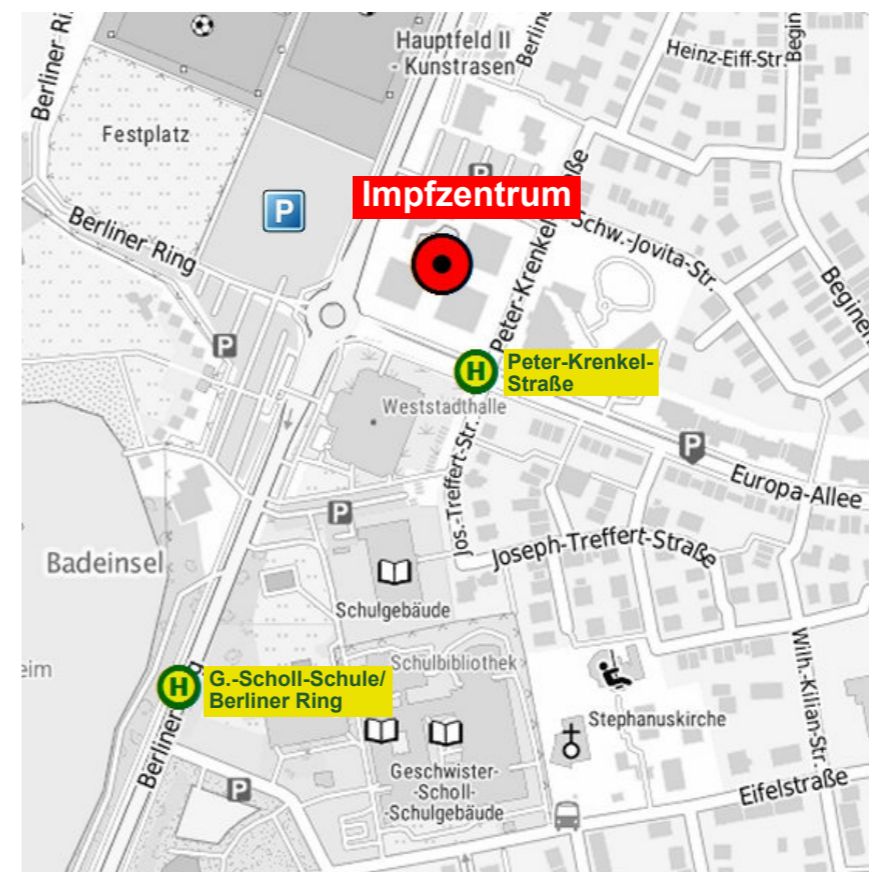 Hauptfeld II
- Kunstrasen
Berline
Heinz-Eiff-Str.
Begin
Berliner Ri
Festplatz
P
P
Impfzentrum
Berliner Ring
Peter-Krenkel-Straße
Schw.-Jovita-Str.
Beginen
P
H
Peter-Krenkel-
Straße
Weststadthalle
P
Europa-Allee
Jos.-Treffert-Str.
P
Joseph-Treffert-Straße
Badeinsel
Schulgebäude
eim
Schulbibliothek
H
G.-Scholl-Schule/
Berliner Ring
Wilh.-Kilian-Str.
Stephanuskirche
Berliner
g
P
Geschwister-
-Scholl-
-Schulgebäude
Eifelstraße